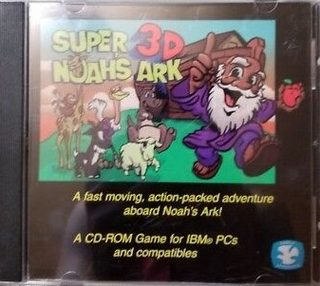 SUPER 3D
NOAHS ARK
A fast moving, action-packed adventure
aboard Noah's Ark!
A CD-ROM Game for IBM® PCs
and compatibles